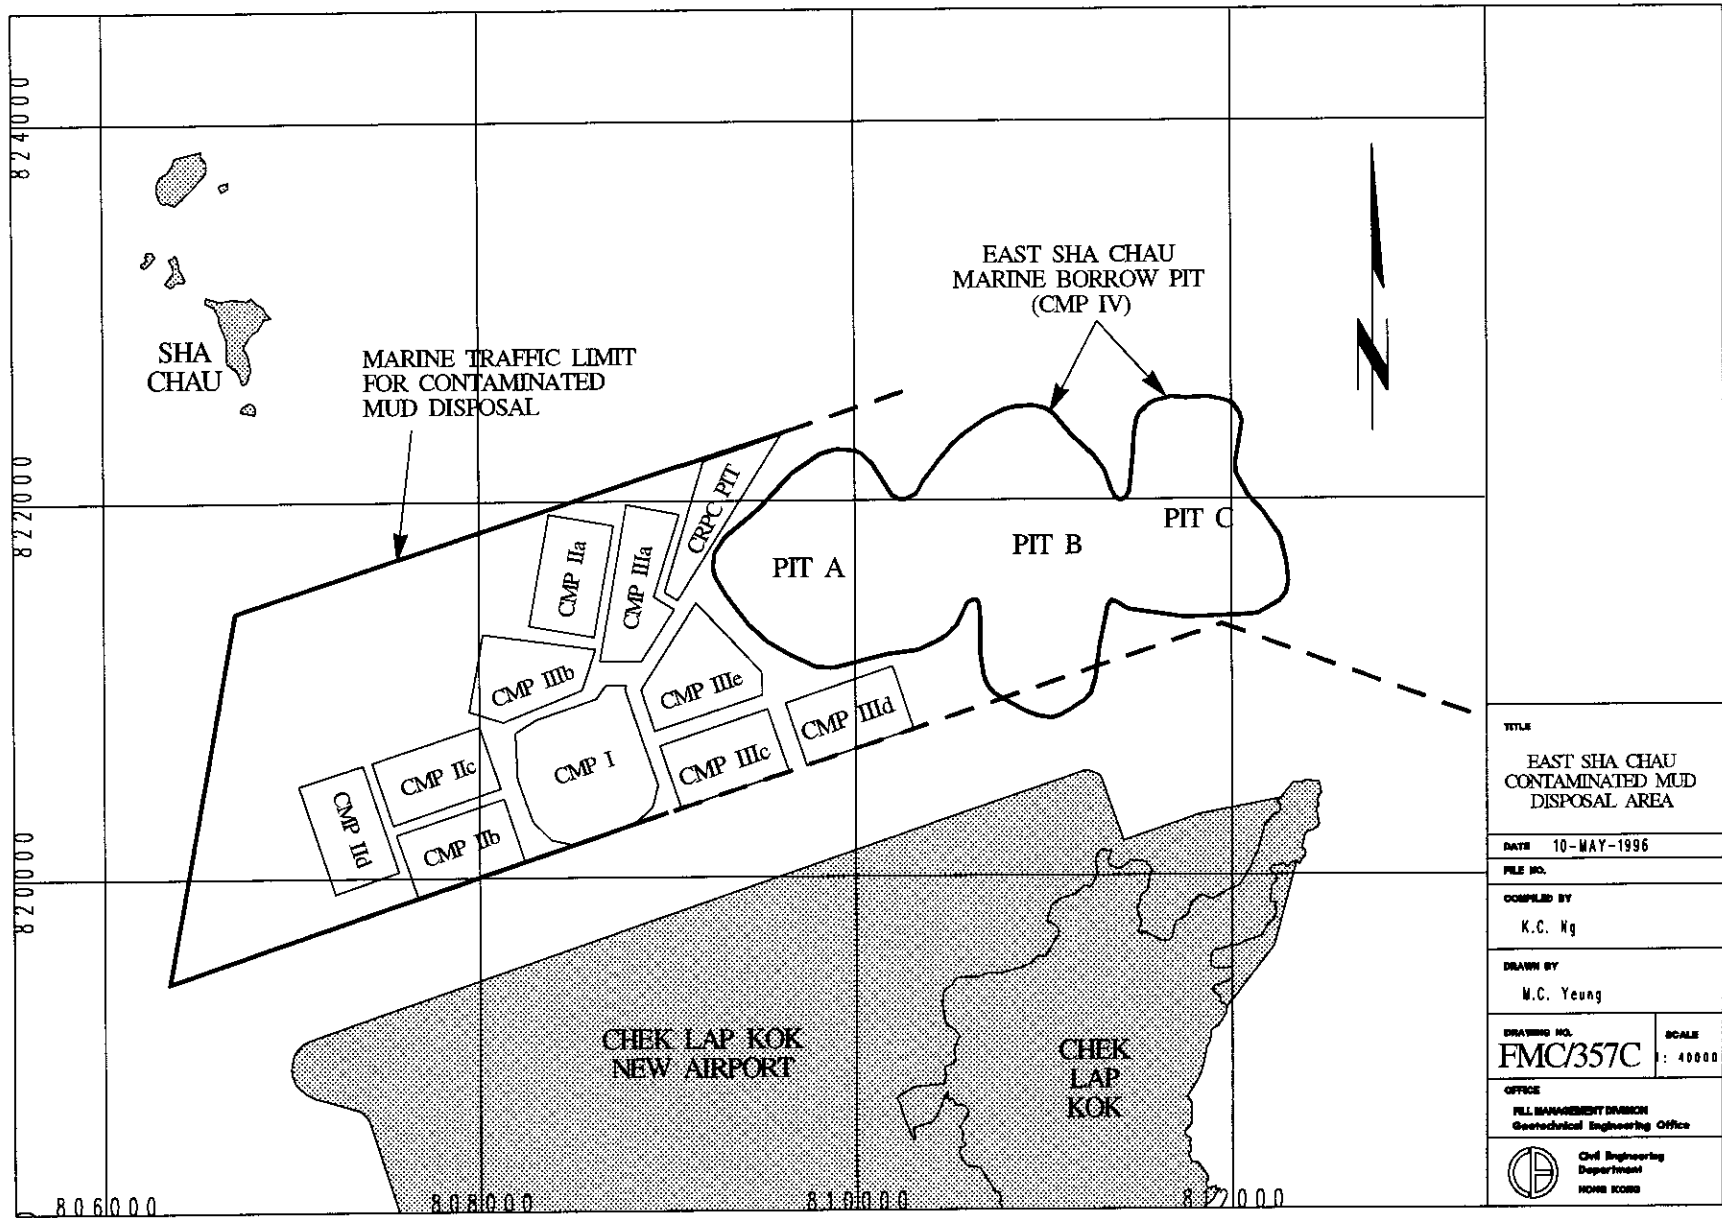 824000
822000
820000
806000
808000
810000
812000
SHA
CHAU
MARINE TRAFFIC LIMIT
FOR CONTAMINATED
MUD DISPOSAL
EAST SHA CHAU
MARINE BORROW PIT
(CMP IV)
N
CRPC PIT
CMP IIa
CMP IIIa
PIT A
PIT B
PIT C
CMP IIIb
CMP IIIe
CMP IIId
CMP IIc
CMP I
CMP IIIc
CMP IId
CMP IIb
CHEK LAP KOK
NEW AIRPORT
CHEK
LAP
KOK
TITLE
EAST SHA CHAU
CONTAMINATED MUD
DISPOSAL AREA
DATE 10-MAY-1996
FILE NO.
COMPILED BY
K.C. Ng
DRAWN BY
M.C. Yeung
DRAWING NO.
FMC/357C
SCALE
1: 40000
OFFICE
FILL MANAGEMENT DIVISION
Geotechnical Engineering Office
Civil Engineering
Department
HONG KONG